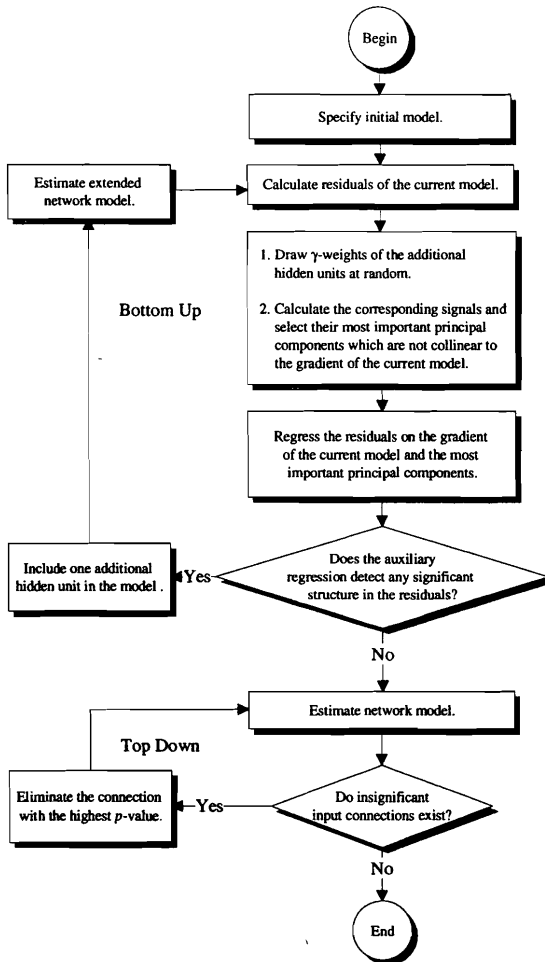 Begin
Specify initial model.
Estimate extended
network model.
Calculate residuals of the current model.
1. Draw γ-weights of the additional
hidden units at random.
2. Calculate the corresponding signals and
select their most important principal
components which are not collinear to
the gradient of the current model.
Bottom Up
Regress the residuals on the gradient
of the current model and the most
important principal components.
Does the auxiliary
regression detect any significant
structure in the residuals?
Yes
Include one additional
hidden unit in the model .
No
Estimate network model.
Top Down
Eliminate the connection
with the highest p-value.
Yes
Do insignificant
input connections exist?
No
End